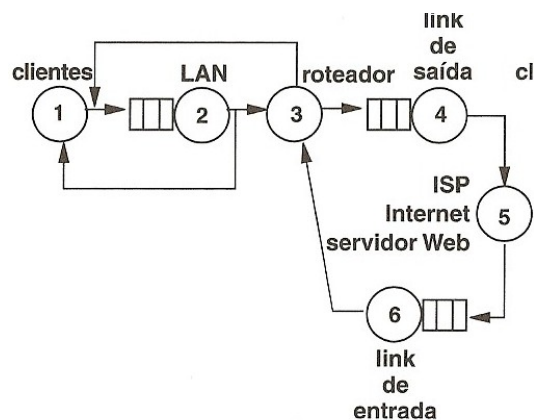 link
de
saída
clientes
LAN
roteador
cl
1
2
3
4
ISP
Internet
servidor Web
5
6
link
de
entrada